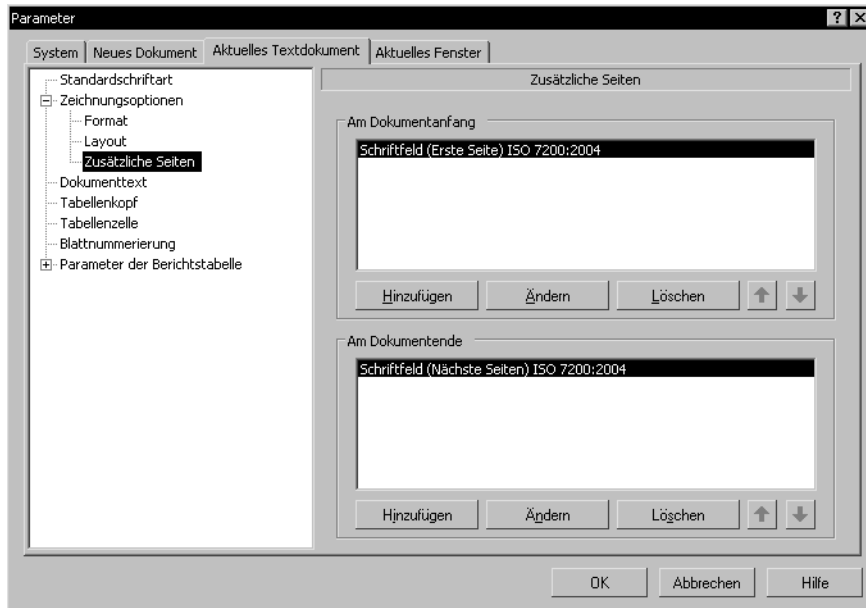 Parameter
System
Neues Dokument
Aktuelles Textdokument
Aktuelles Fenster
Standardschriftart
Zeichnungsoptionen
Format
Layout
Zusätzliche Seiten
Dokumenttext
Tabellenkopf
Tabellenzelle
Blattnummerierung
Parameter der Berichtstabelle
Zusätzliche Seiten
Am Dokumentanfang
Schriftfeld (Erste Seite) ISO 7200:2004
Hinzufügen
Ändern
Löschen
Am Dokumentende
Schriftfeld (Nächste Seiten) ISO 7200:2004
Hinzufügen
Ändern
Löschen
OK
Abbrechen
Hilfe